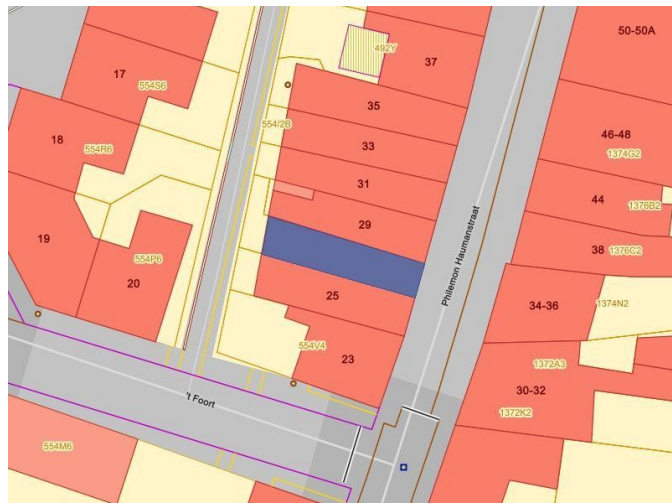 50-50A
37
492Y
17
554S6
35
554/2B
33
46-48
1374G2
18
554R6
31
44
1376B2
29
19
38
1376C2
554P6
20
Philemon Haumanstraat
25
34-36
1374N2
554V4
23
1372A3
30-32
1372K2
't Foort
554M6